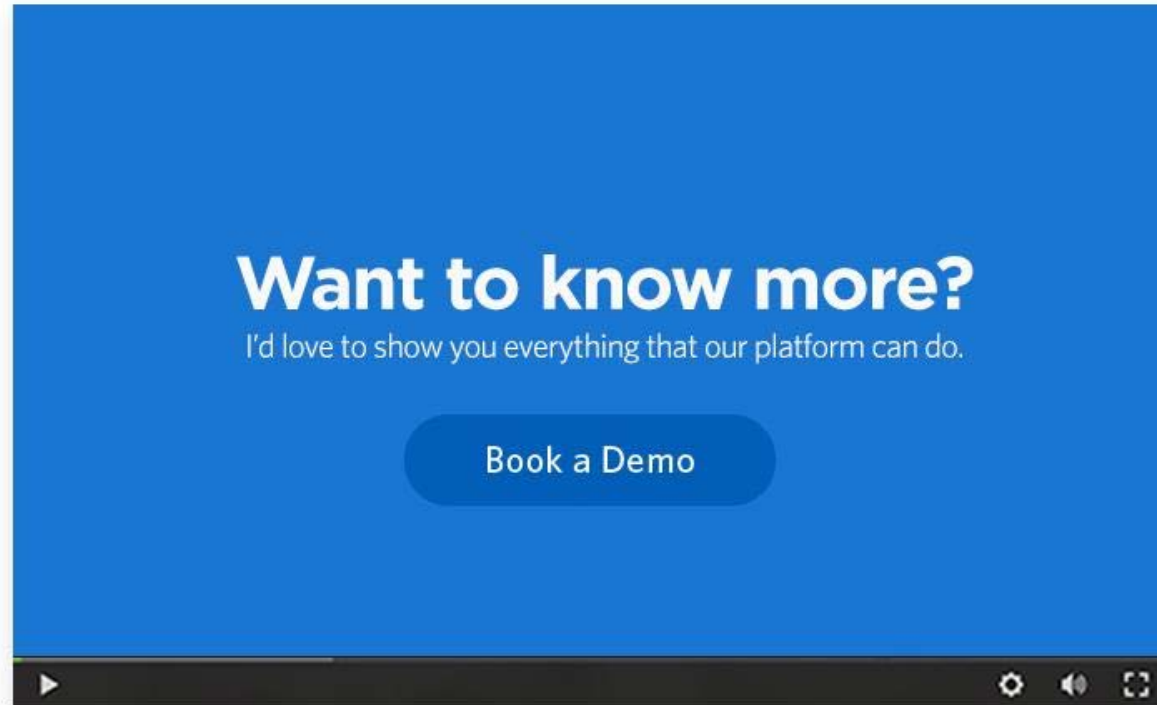 Want to know more?
I'd love to show you everything that our platform can do.
Book a Demo